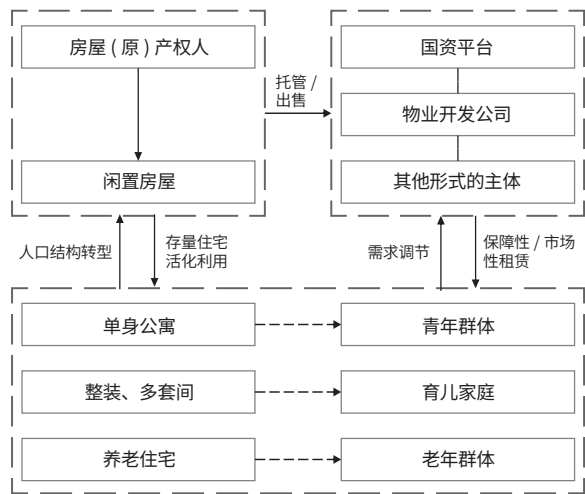 房屋 ( 原 ) 产权人
闲置房屋
托管 /
出售
国资平台
物业开发公司
其他形式的主体
人口结构转型
存量住宅
活化利用
需求调节
保障性 / 市场
性租赁
单身公寓
青年群体
整装、多套间
育儿家庭
养老住宅
老年群体